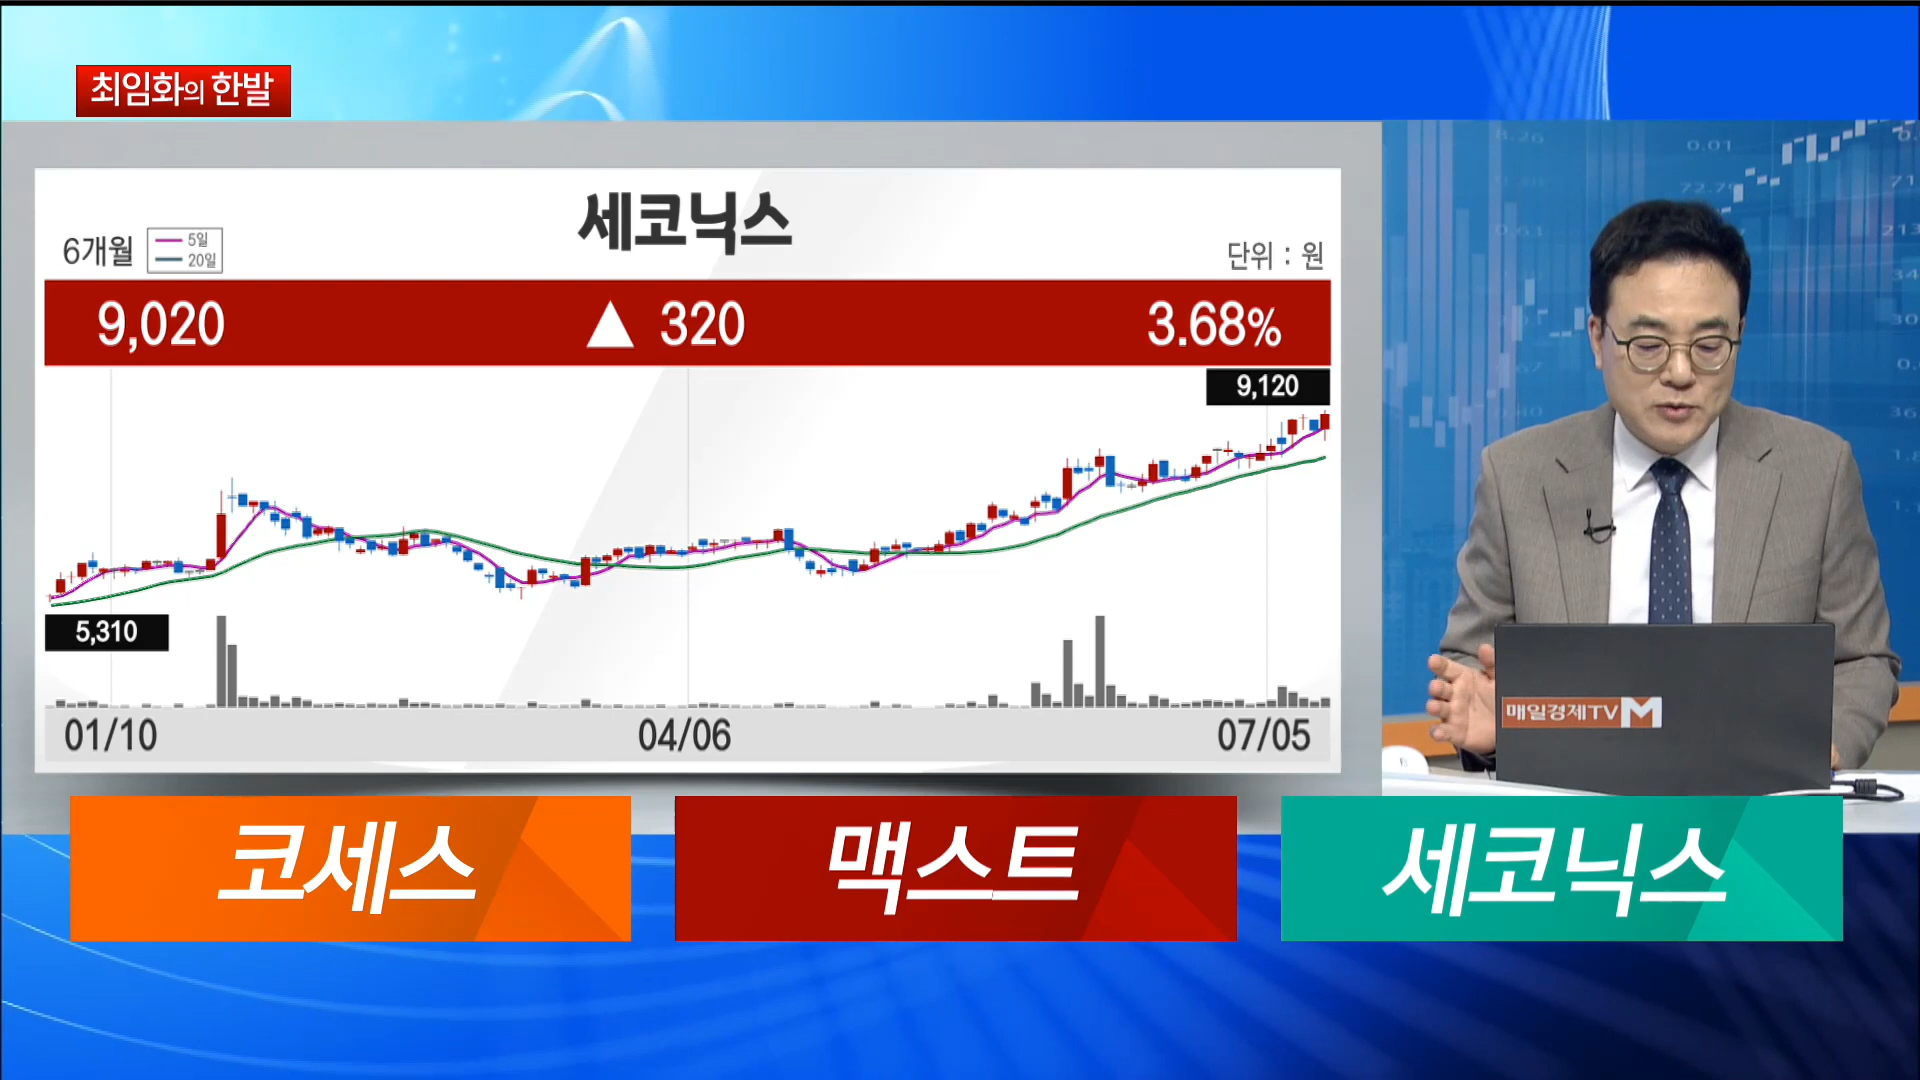 최임화의 한발
세코닉스
6개월
5일
20일
단위 : 원
9,020 ▲ 320 3.68%
9,120
5,310
01/10 04/06 07/05
매일경제TV M
코세스 맥스트 세코닉스